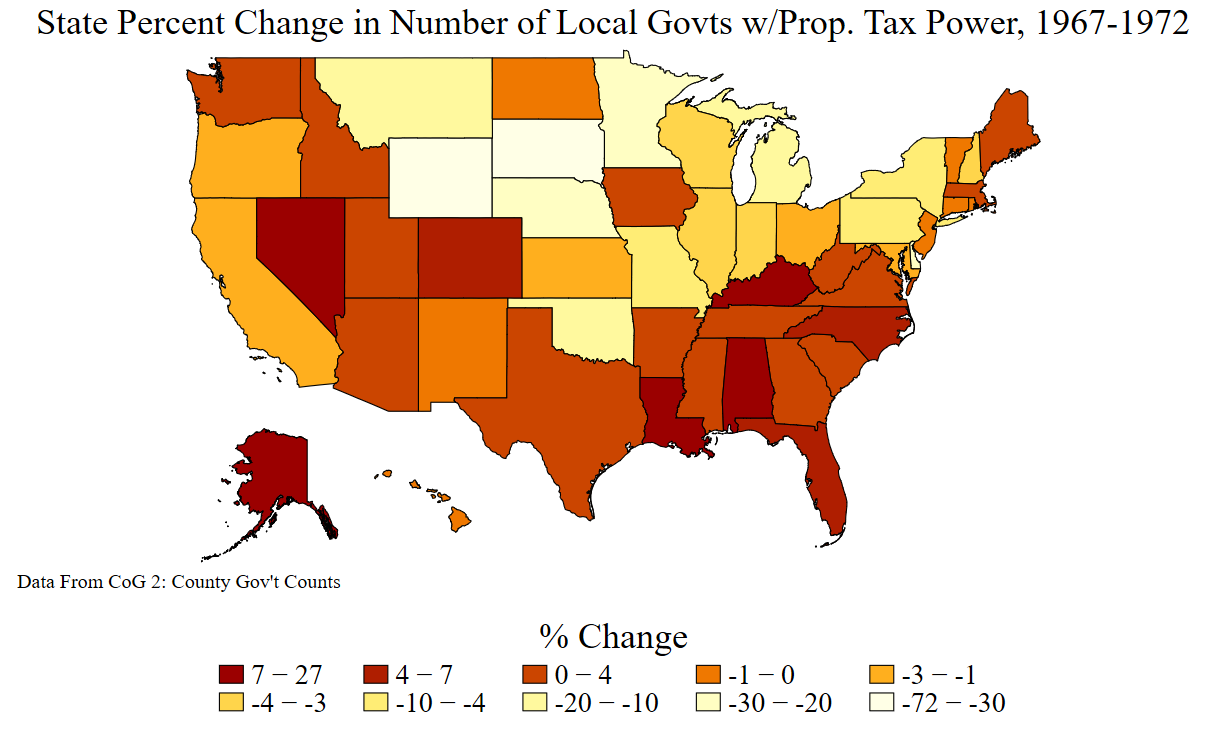 State Percent Change in Number of Local Govts w/Prop. Tax Power, 1967-1972
Data From CoG 2: County Gov't Counts
% Change
7 − 27 4 − 7 0 − 4 -1 − 0 -3 − -1
-4 − -3 -10 − -4 -20 − -10 -30 − -20 -72 − -30